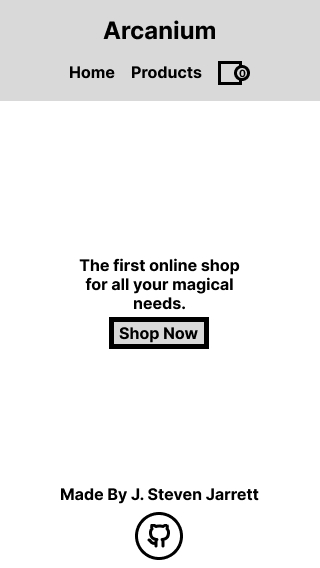 Arcanium
Home Products 0
The first online shop
for all your magical
needs.
Shop Now
Made By J. Steven Jarrett